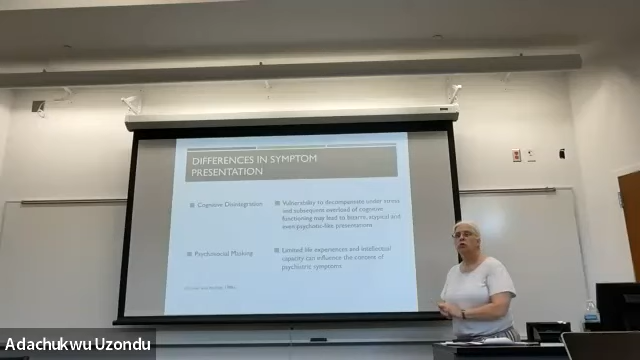 DIFFERENCES IN SYMPTOM
PRESENTATION
Cognitive Disintegration
Vulnerability to decompensate under stress
and subsequent overload of cognitive
functioning may lead to bizarre, atypical and
even psychotic-like presentations.
Psychosocial Masking
Limited life experiences and intellectual
capacity can influence the content of
psychiatric symptoms.
Adachukwu Uzondu